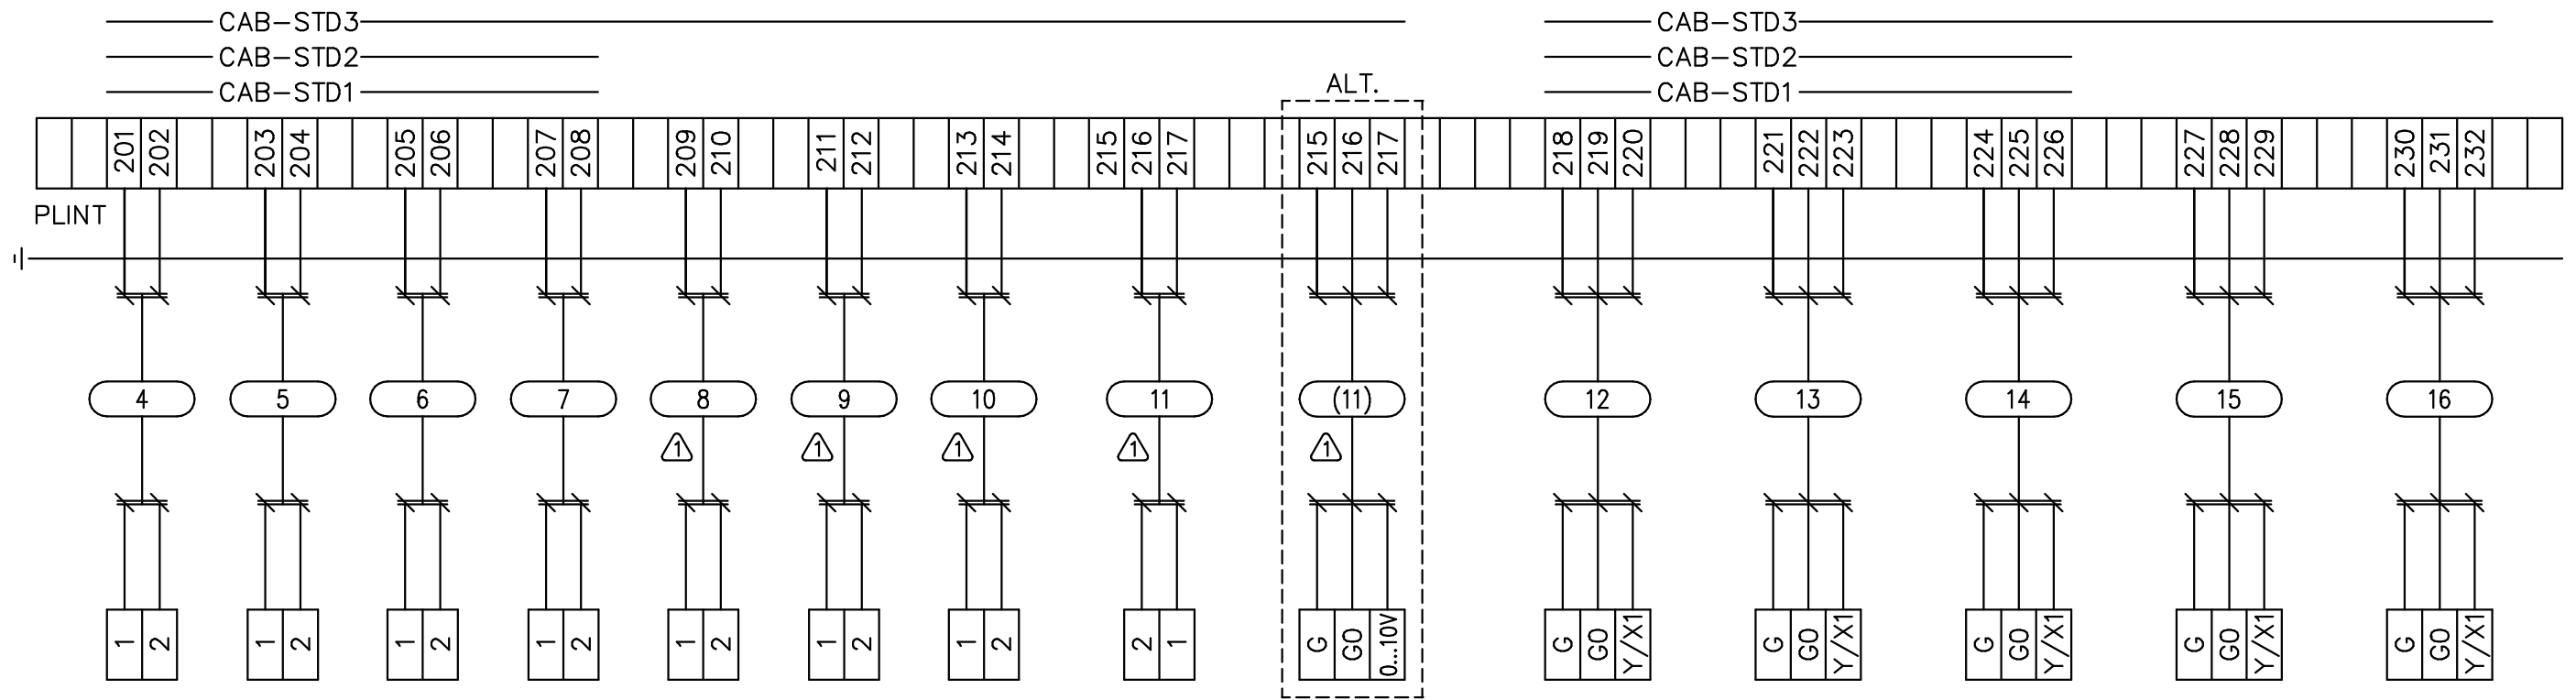 CAB-STD3 CAB-STD3
CAB-STD2 CAB-STD2
CAB-STD1 CAB-STD1
ALT.
201 202 203 204 205 206 207 208 209 210 211 212 213 214 215 216 217 215 216 217 218 219 220 221 222 223 224 225 226 227 228 229 230 231 232
PLINT
4 5 6 7 8 9 10 11 (11) 12 13 14 15 16
1 1 1 1 1
1 2 1 2 1 2 1 2 1 2 1 2 1 2 2 1 G G0 0...10V G G0 Y/X1 G G0 Y/X1 G G0 Y/X1 G G0 Y/X1 G G0 Y/X1